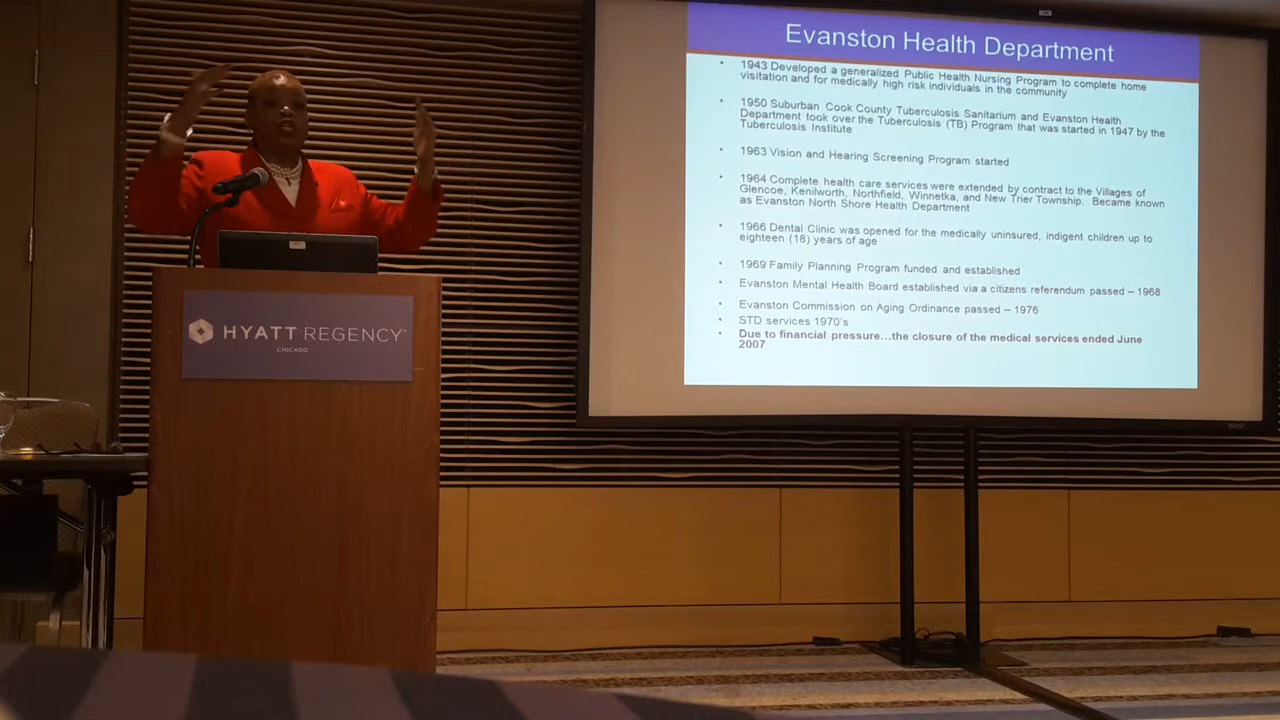 Evanston Health Department
• 1943 Developed a generalized Public Health Nursing Program to complete home
visitation and for medically high risk individuals in the community
• 1950 Suburban Cook County Tuberculosis Sanitarium and Evanston Health
Department took over the Tuberculosis (TB) Program that was started in 1947 by the
Tuberculosis Institute
• 1963 Vision and Hearing Screening Program started
• 1964 Complete health care services were extended by contract to the Villages of
Glencoe, Kenilworth, Northfield, Winnetka, and New Trier Township. Became known
as Evanston North Shore Health Department
• 1966 Dental Clinic was opened for the medically uninsured, indigent children up to
eighteen (18) years of age
• 1969 Family Planning Program funded and established
• Evanston Mental Health Board established via a citizens referendum passed – 1968
• Evanston Commission on Aging Ordinance passed – 1976
• STD services 1970's
• Due to financial pressure...the closure of the medical services ended June
2007
HYATT REGENCY
CHICAGO